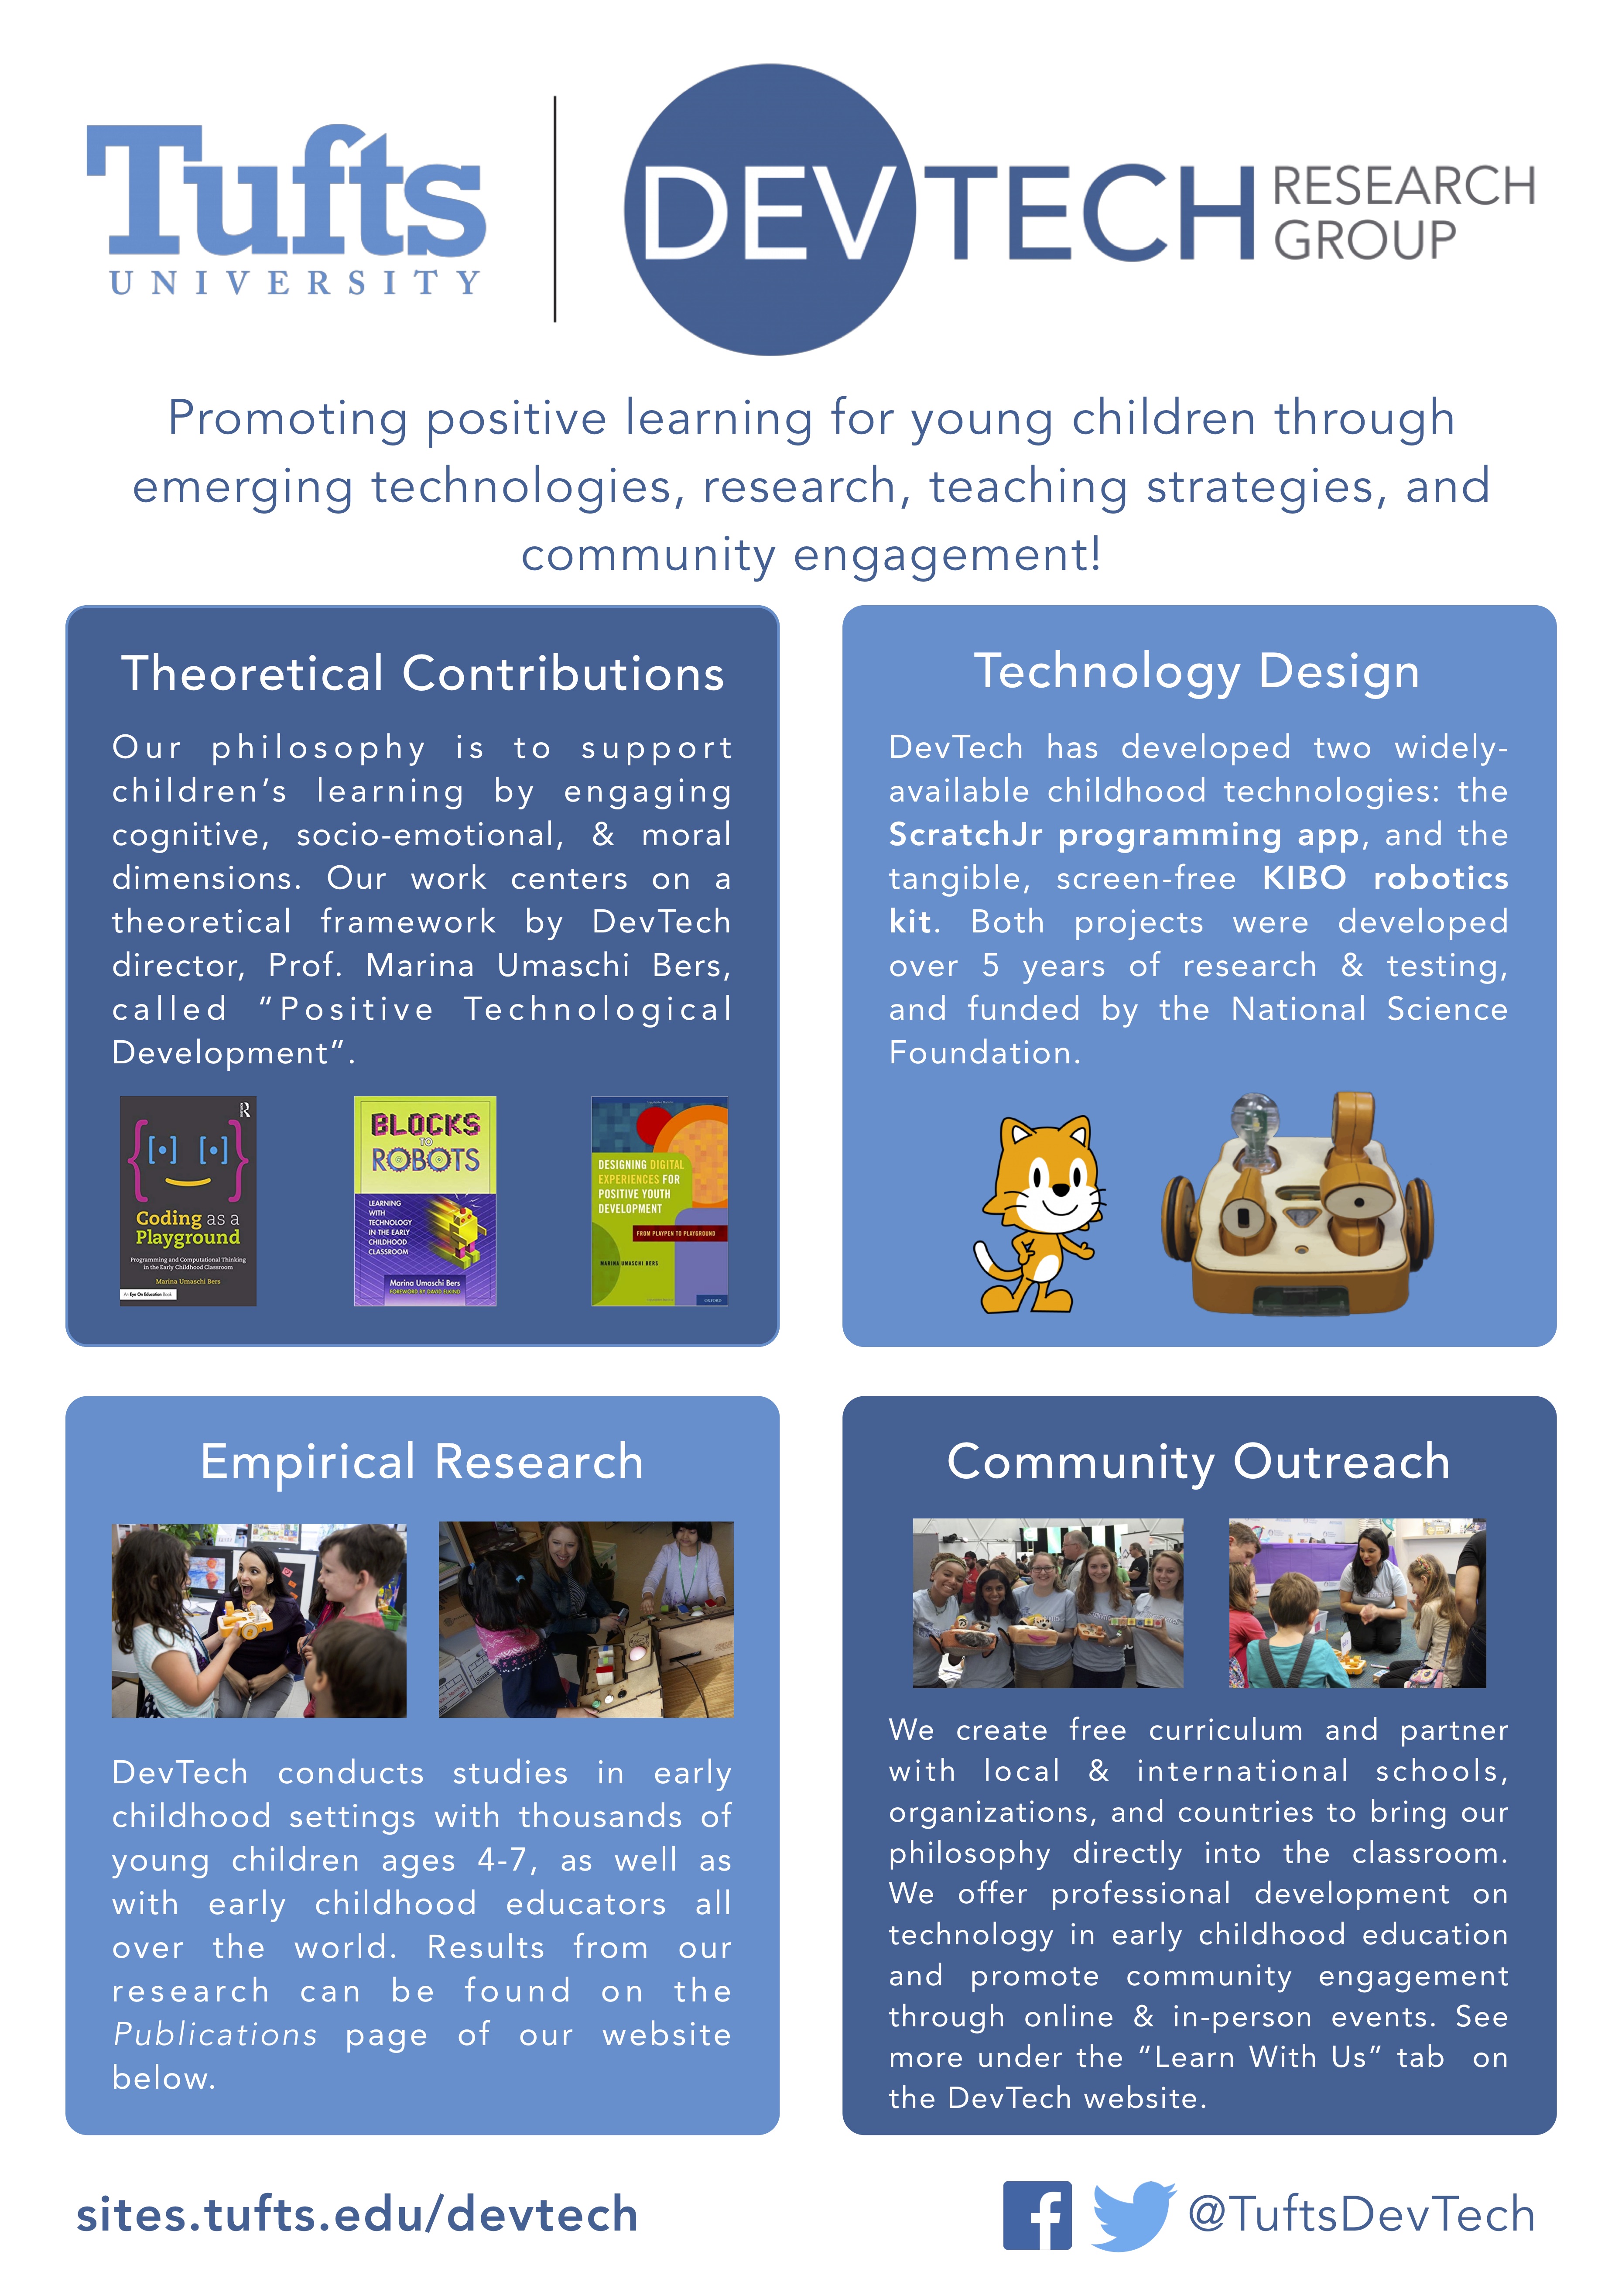 Tufts
UNIVERSITY
DEVTECH
RESEARCH
GROUP
Promoting positive learning for young children through
emerging technologies, research, teaching strategies, and
community engagement!
Theoretical Contributions
Our philosophy is to support
children’s learning by engaging
cognitive, socio-emotional, & moral
dimensions. Our work centers on a
theoretical framework by DevTech
director, Prof. Marina Umaschi Bers,
called “Positive Technological
Development”.
R
{[•] [•]}
Coding as a
Playground
Programming and Computational Thinking
in the Early Childhood Classroom
Marina Umaschi Bers
An Eye On Education Book
BLOCKS
TO
ROBOTS
LEARNING
WITH
TECHNOLOGY
IN THE EARLY
CHILDHOOD
CLASSROOM
Marina Umaschi Bers
FOREWORD BY DAVID ELKIND
DESIGNING DIGITAL
EXPERIENCES FOR
POSITIVE YOUTH
DEVELOPMENT
FROM PLAYPEN TO PLAYGROUND
MARINA UMASCHI BERS
OXFORD
Technology Design
DevTech has developed two widely-
available childhood technologies: the
ScratchJr programming app, and the
tangible, screen-free KIBO robotics
kit. Both projects were developed
over 5 years of research & testing,
and funded by the National Science
Foundation.
Empirical Research
DevTech conducts studies in early
childhood settings with thousands of
young children ages 4-7, as well as
with early childhood educators all
over the world. Results from our
research can be found on the
Publications page of our website
below.
Community Outreach
We create free curriculum and partner
with local & international schools,
organizations, and countries to bring our
philosophy directly into the classroom.
We offer professional development on
technology in early childhood education
and promote community engagement
through online & in-person events. See
more under the “Learn With Us” tab on
the DevTech website.
sites.tufts.edu/devtech
f
@TuftsDevTech